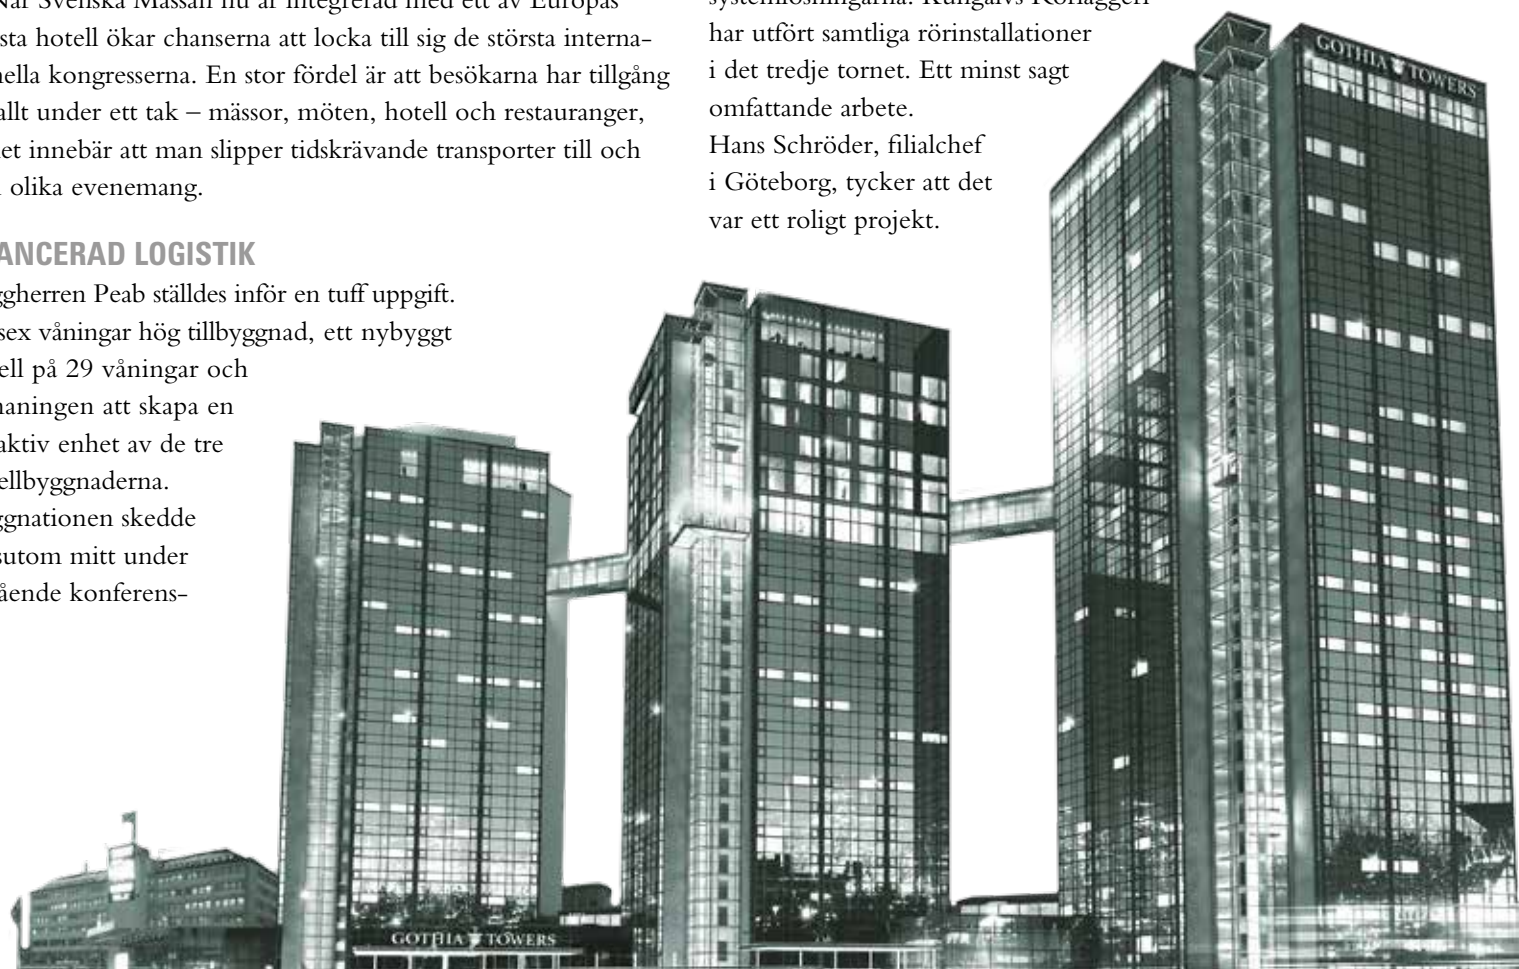 När Svenska Mässan nu är integrerad med ett av Europas
sta hotell ökar chanserna att locka till sig de största interna-
ella kongresserna. En stor fördel är att besökarna har tillgång
allt under ett tak – mässor, möten, hotell och restauranger,
et innebär att man slipper tidskrävande transporter till och
olika evenemang.
ANCERAD LOGISTIK
ggherren Peab ställdes inför en tuff uppgift.
sex våningar hög tillbyggnad, ett nybyggt
ell på 29 våningar och
maningen att skapa en
aktiv enhet av de tre
ellbyggnaderna.
ggnationen skedde
sutom mitt under
ående konferens-
systemlösningarna. Kungälvs Rörläggeri
har utfört samtliga rörinstallationer
i det tredje tornet. Ett minst sagt
omfattande arbete.
Hans Schröder, filialchef
i Göteborg, tycker att det
var ett roligt projekt.
GOTHIA TOWERS
GOTHIA TOWERS